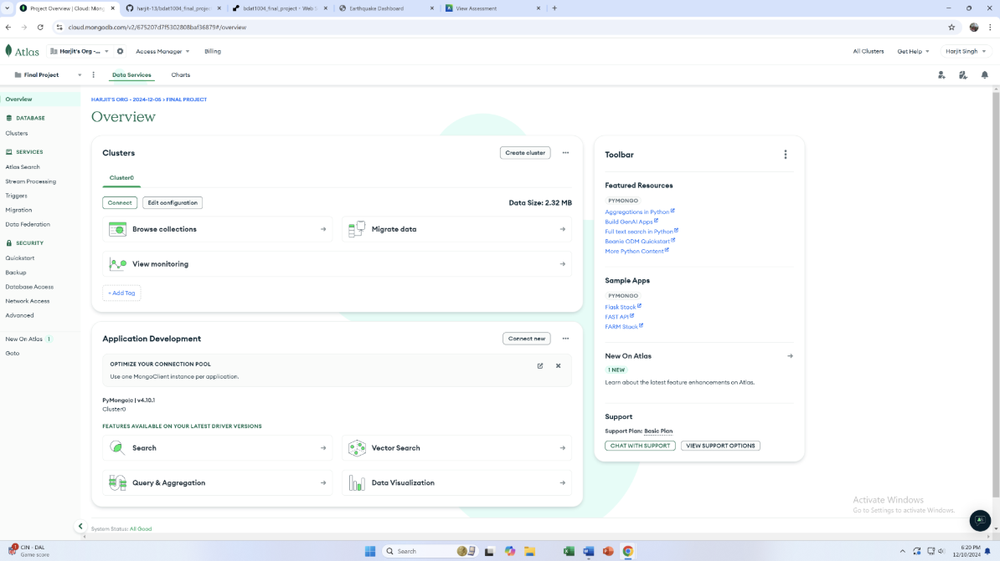 Project Overview | Cloud: Mong
harjit-13/bdat1004_final_projec
bdat1004_final_project • Web S
Earthquake Dashboard
View Assessment
cloud.mongodb.com/v2/675207d7f5302808baf36879#/overview
Atlas
Harjit's Org -...
Access Manager
Billing
All Clusters
Get Help
Harjit Singh
Final Project
Data Services
Charts
Overview
DATABASE
Clusters
SERVICES
Atlas Search
Stream Processing
Triggers
Migration
Data Federation
SECURITY
Quickstart
Backup
Database Access
Network Access
Advanced
New On Atlas 1
Goto
HARJIT'S ORG - 2024-12-05 > FINAL PROJECT
Overview
Clusters
Create cluster
Cluster0
Connect
Edit configuration
Data Size: 2.32 MB
Browse collections
Migrate data
View monitoring
+ Add Tag
Application Development
Connect new
OPTIMIZE YOUR CONNECTION POOL
Use one MongoClient instance per application.
PyMongo|c | v4.10.1
Cluster0
FEATURES AVAILABLE ON YOUR LATEST DRIVER VERSIONS
Search
Vector Search
Query & Aggregation
Data Visualization
System Status: All Good
Toolbar
Featured Resources
PYMONGO
Aggregations in Python
Build GenAI Apps
Full text search in Python
Beanie ODM Quickstart
More Python Content
Sample Apps
PYMONGO
Flask Stack
FAST API
FARM Stack
New On Atlas
1 NEW
Learn about the latest feature enhancements on Atlas.
Support
Support Plan: Basic Plan
CHAT WITH SUPPORT
VIEW SUPPORT OPTIONS
Activate Windows
Go to Settings to activate Windows.
1
CIN - DAL
Game score
Search
6:20 PM
12/10/2024